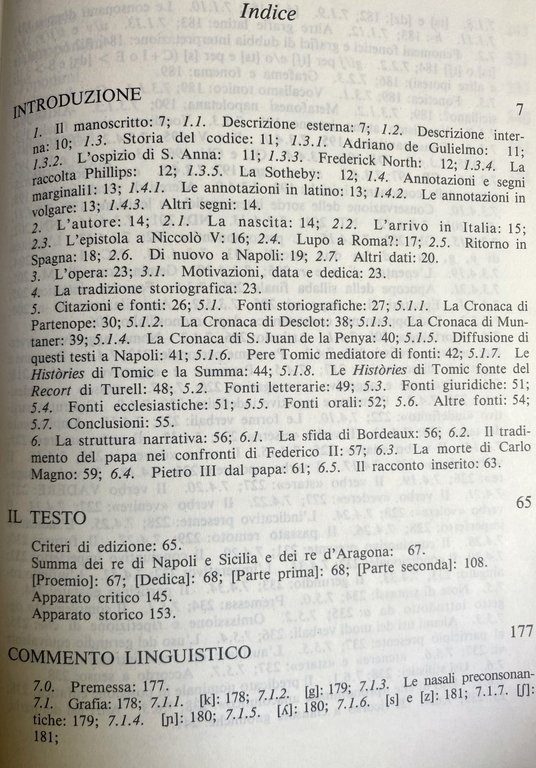 Indice
INTRODUZIONE 7
1. Il manoscritto: 7; 1.1. Descrizione esterna: 7; 1.2. Descrizione inter-
na: 10; 1.3. Storia del codice: 11; 1.3.1. Adriano de Gulielmo: 11;
1.3.2. L'ospizio di S. Anna: 11; 1.3.3. Frederick North: 12; 1.3.4. La
raccolta Phillips: 12; 1.3.5. La Sotheby: 12; 1.4. Annotazioni e segni
marginali1: 13; 1.4.1. Le annotazioni in latino: 13; 1.4.2. Le annotazioni in
volgare: 13; 1.4.3. Altri segni: 14.
2. L'autore: 14; 2.1. La nascita: 14; 2.2. L'arrivo in Italia: 15;
2.3. L'epistola a Niccolò V: 16; 2.4. Lupo a Roma?: 17; 2.5. Ritorno in
Spagna: 18; 2.6. Di nuovo a Napoli: 19; 2.7. Altri dati: 20.
3. L'opera: 23; 3.1. Motivazioni, data e dedica: 23.
4. La tradizione storiografica: 23.
5. Citazioni e fonti: 26; 5.1. Fonti storiografiche: 27; 5.1.1. La Cronaca di
Partenope: 30; 5.1.2. La Cronaca di Desclot: 38; 5.1.3. La Cronaca di Mun-
taner: 39; 5.1.4. La Cronaca di S. Juan de la Penya: 40; 5.1.5. Diffusione di
questi testi a Napoli: 41; 5.1.6. Pere Tomic mediatore di fonti: 42; 5.1.7. Le
Històries di Tomic e la Summa: 44; 5.1.8. Le Històries di Tomic fonte del
Recort di Turell: 48; 5.2. Fonti letterarie: 49; 5.3. Fonti giuridiche: 51;
5.4. Fonti ecclesiastiche: 51; 5.5. Fonti orali: 52; 5.6. Altre fonti: 54;
5.7. Conclusioni: 55.
6. La struttura narrativa: 56; 6.1. La sfida di Bordeaux: 56; 6.2. Il tradi-
mento del papa nei confronti di Federico II: 57; 6.3. La morte di Carlo
Magno: 59; 6.4. Pietro III dal papa: 61; 6.5. Il racconto inserito: 63.
IL TESTO 65
Criteri di edizione: 65.
Summa dei re di Napoli e Sicilia e dei re d'Aragona: 67.
[Proemio]: 67; [Dedica]: 68; [Parte prima]: 68; [Parte seconda]: 108.
Apparato critico 145.
Apparato storico 153.
COMMENTO LINGUISTICO 177
7.0. Premessa: 177.
7.1. Grafia: 178; 7.1.1. [k]: 178; 7.1.2. [g]: 179; 7.1.3. Le nasali preconsonan-
tiche: 179; 7.1.4. [ɲ]: 180; 7.1.5. [ʎ]: 180; 7.1.6. [s] e [z]: 181; 7.1.7. [ʃ]:
181;